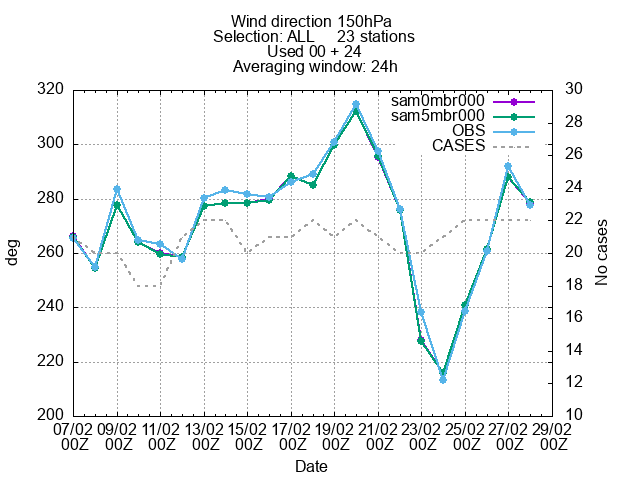 Wind direction 150hPa
Selection: ALL     23 stations
Used 00 + 24
Averaging window: 24h
320 30
sam0mbr000
sam5mbr000 28
OBS
300 CASES 26
24
280 22
deg 260 20 No cases
18
240 16
14
220 12
200 10
07/02 09/02 11/02 13/02 15/02 17/02 19/02 21/02 23/02 25/02 27/02 29/02
00Z 00Z 00Z 00Z 00Z 00Z 00Z 00Z 00Z 00Z 00Z 00Z
Date